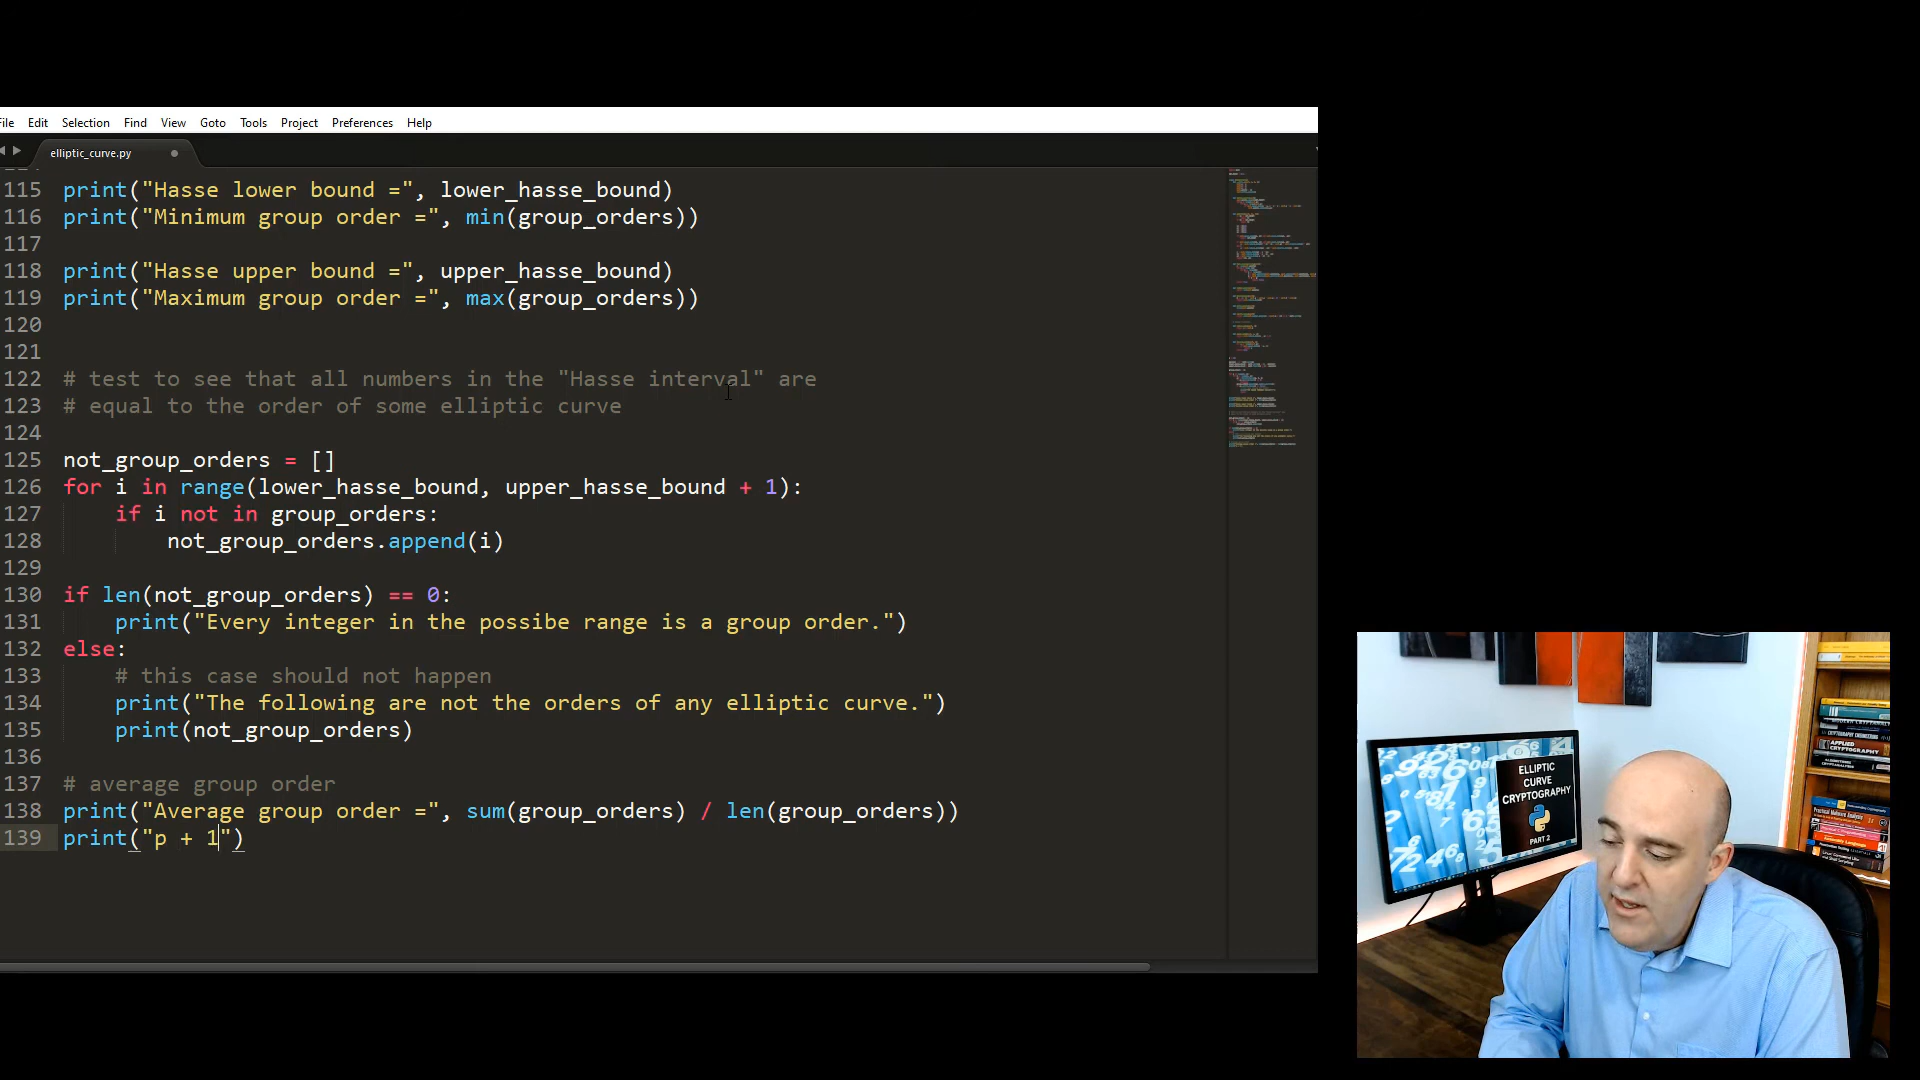 File Edit Selection Find View Goto Tools Project Preferences Help
elliptic_curve.py
115 print("Hasse lower bound =", lower_hasse_bound)
116 print("Minimum group order =", min(group_orders))
117
118 print("Hasse upper bound =", upper_hasse_bound)
119 print("Maximum group order =", max(group_orders))
120
121
122 # test to see that all numbers in the "Hasse interval" are
123 # equal to the order of some elliptic curve
124
125 not_group_orders = []
126 for i in range(lower_hasse_bound, upper_hasse_bound + 1):
127 if i not in group_orders:
128 not_group_orders.append(i)
129
130 if len(not_group_orders) == 0:
131 print("Every integer in the possibe range is a group order.")
132 else:
133 # this case should not happen
134 print("The following are not the orders of any elliptic curve.")
135 print(not_group_orders)
136
137 # average group order
138 print("Average group order =", sum(group_orders) / len(group_orders))
139 print("p + 1")
ELLIPTIC
CURVE
CRYPTOGRAPHY
PART 2
APPLIED
CRYPTOGRAPHY